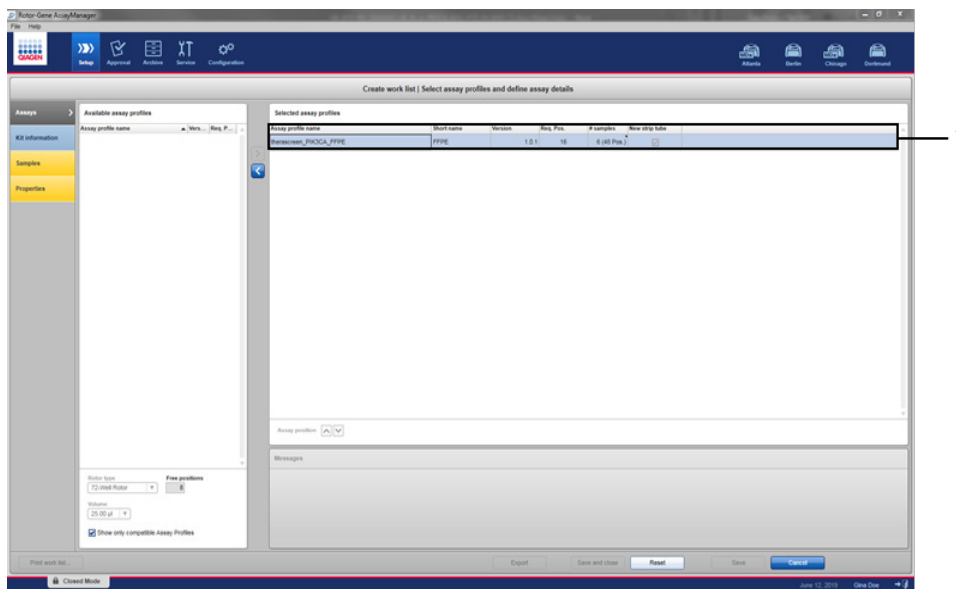 Rotor-Gene AssayManager
File Help
QIAGEN
Setup Approval Archive Service Configuration
Atlanta Berlin Chicago Dortmund
Create work list | Select assay profiles and define assay details
Assays
Kit information
Samples
Properties
Available assay profiles
Assay profile name Vers... Req. P...
Selected assay profiles
Assay profile name Short name Version Req. Pos. # samples New strip tube
therascreen_PIK3CA_FFPE FFPE 1.0.1 16 6 (48 Pos.)
Assay position
Messages
Rotor type Free positions
72-Well Rotor 8
Volume
25.00 µl
Show only compatible Assay Profiles
Print work list... Export Save and close Reset Save Cancel
Closed Mode June 12, 2019 Gina Doe